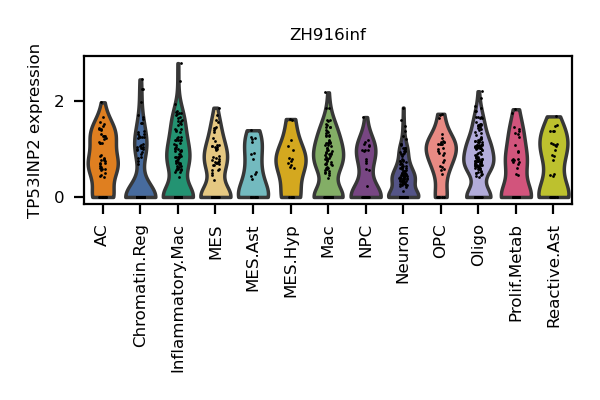 ZH916inf
TP53INP2 expression
2
0
AC
Chromatin.Reg
Inflammatory.Mac
MES
MES.Ast
MES.Hyp
Mac
NPC
Neuron
OPC
Oligo
Prolif.Metab
Reactive.Ast